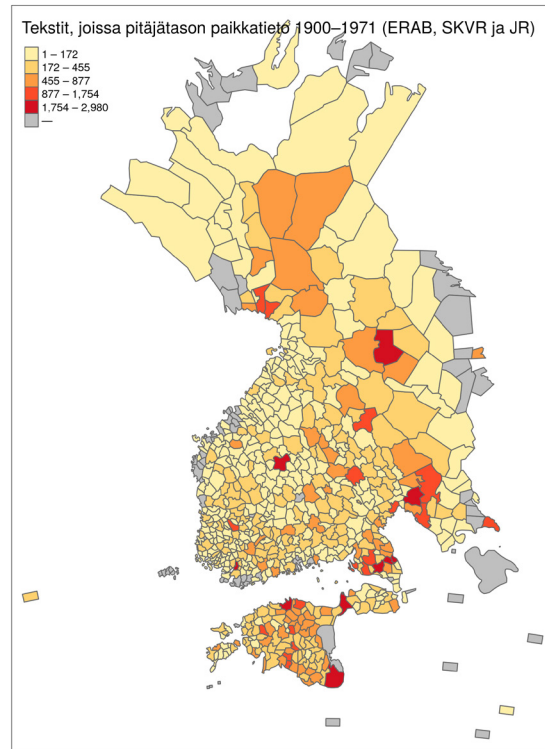 Tekstit, joissa pitäjätason paikkatieto 1900–1971 (ERAB, SKVR ja JR)
1 – 172
172 – 455
455 – 877
877 – 1,754
1,754 – 2,980
—